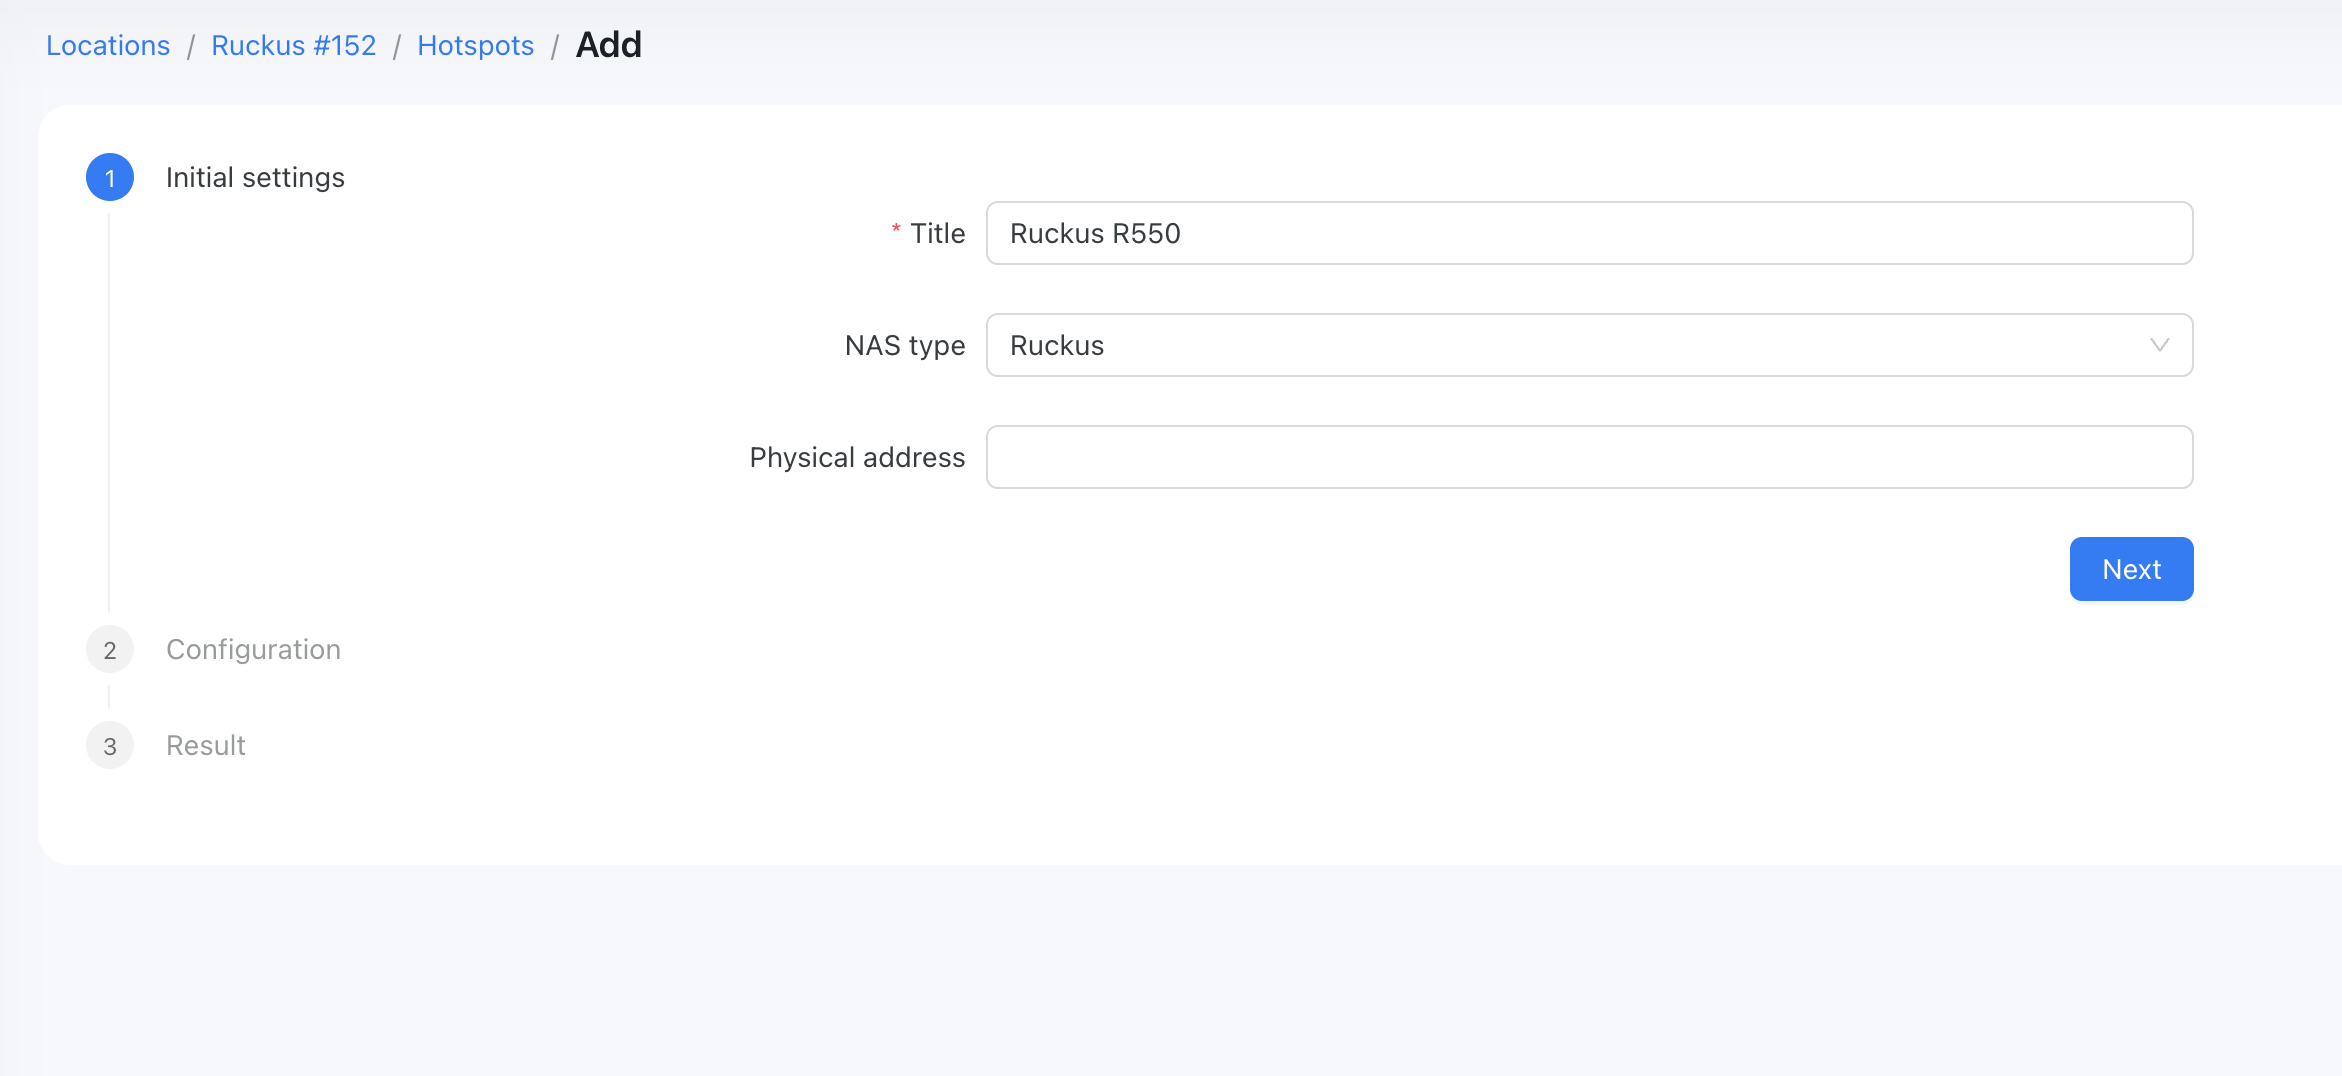 Locations / Ruckus #152 / Hotspots / Add
1 Initial settings
* Title Ruckus R550
NAS type Ruckus
Physical address
Next
2 Configuration
3 Result